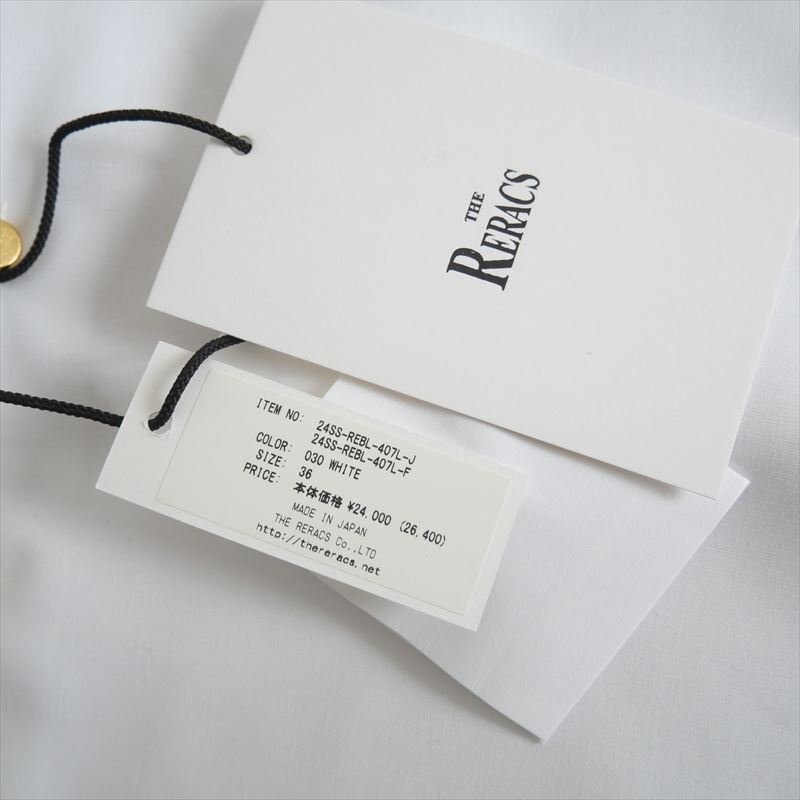 THE
RERACS
ITEM NO: 24SS-REBL-407L-J
24SS-REBL-407L-F
COLOR: 030 WHITE
SIZE: 36
PRICE: 本体価格 ¥24,000 (26,400)
MADE IN JAPAN
THE RERACS Co.,LTD
http://thereracs.net